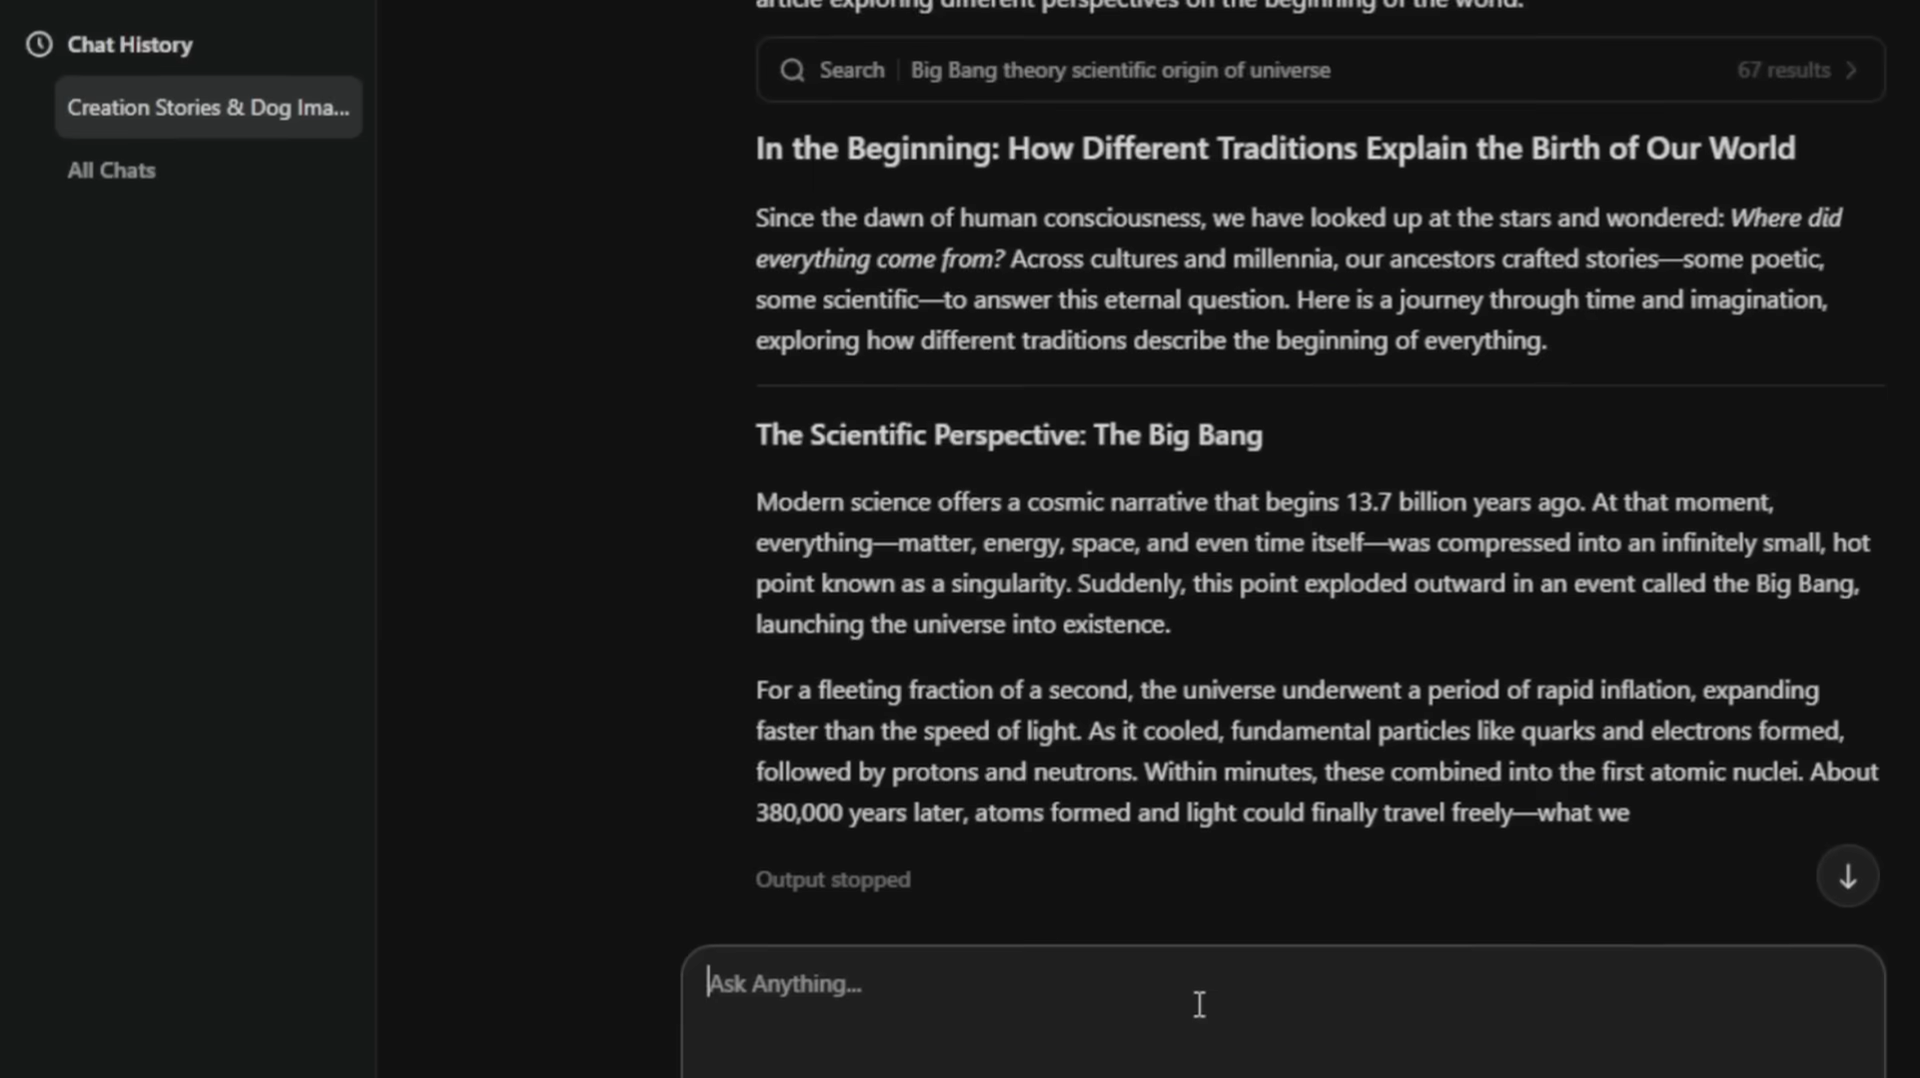 Chat History
Creation Stories & Dog Ima...
All Chats
article exploring different perspectives on the beginning of the world.
Search | Big Bang theory scientific origin of universe
67 results
In the Beginning: How Different Traditions Explain the Birth of Our World
Since the dawn of human consciousness, we have looked up at the stars and wondered: Where did
everything come from? Across cultures and millennia, our ancestors crafted stories—some poetic,
some scientific—to answer this eternal question. Here is a journey through time and imagination,
exploring how different traditions describe the beginning of everything.
The Scientific Perspective: The Big Bang
Modern science offers a cosmic narrative that begins 13.7 billion years ago. At that moment,
everything—matter, energy, space, and even time itself—was compressed into an infinitely small, hot
point known as a singularity. Suddenly, this point exploded outward in an event called the Big Bang,
launching the universe into existence.
For a fleeting fraction of a second, the universe underwent a period of rapid inflation, expanding
faster than the speed of light. As it cooled, fundamental particles like quarks and electrons formed,
followed by protons and neutrons. Within minutes, these combined into the first atomic nuclei. About
380,000 years later, atoms formed and light could finally travel freely—what we
Output stopped
Ask Anything...